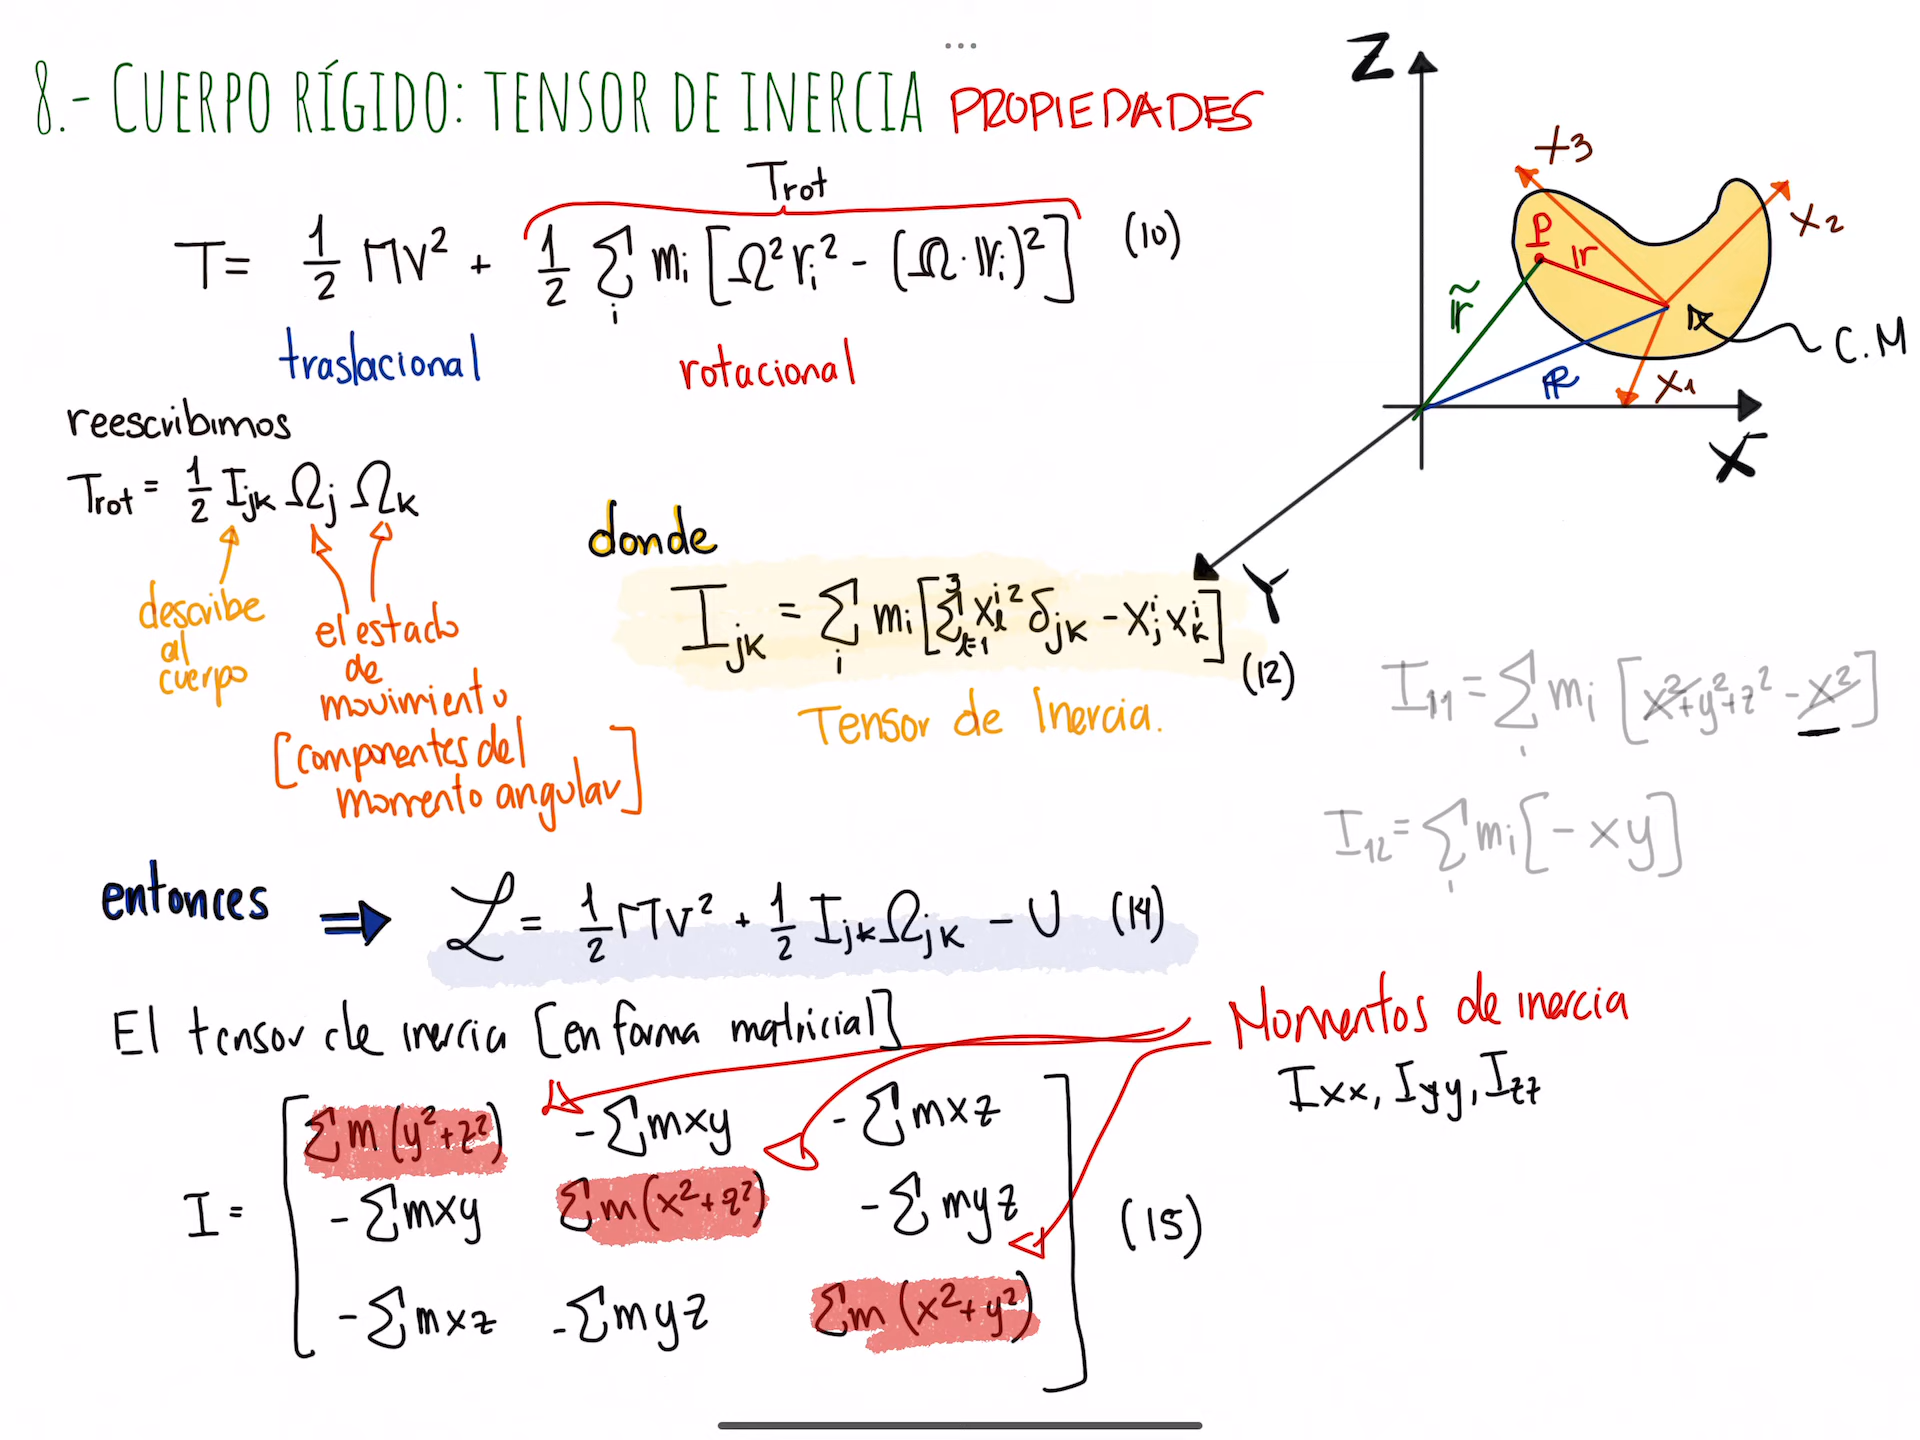 8.- CUERPO RÍGIDO: TENSOR DE INERCIA PROPIEDADES
Trot
T = 1/2 MV² + 1/2 Σᵢ mᵢ [Ω² rᵢ² - (Ω · rᵢ)²] (10)
traslacional
rotacional
reescribimos
Trot = 1/2 Ijk Ωj Ωk
describe
al
cuerpo
el estado
de
movimiento
[componentes del
momento angular]
donde
Ijk = Σᵢ mᵢ [Σ³ₗ₌₁ xₗⁱ² δjk - xⱼⁱ xₖⁱ]
(12)
Tensor de Inercia.
Z
X
Y
X3
X2
X1
P
r
r̃
R
C.M
I11 = Σᵢ mᵢ [x²+y²+z² - x²]
I12 = Σᵢ mᵢ [- xy]
entonces ⇒ ℒ = 1/2 MV² + 1/2 Ijk Ωjk - U (14)
El tensor de inercia [en forma matricial]
Momentos de inercia
Ixx, Iyy, Izz
Σm (y²+z²) -Σmxy -Σmxz
I = -Σmxy Σm(x²+z²) -Σmyz (15)
-Σmxz -Σmyz Σm(x²+y²)